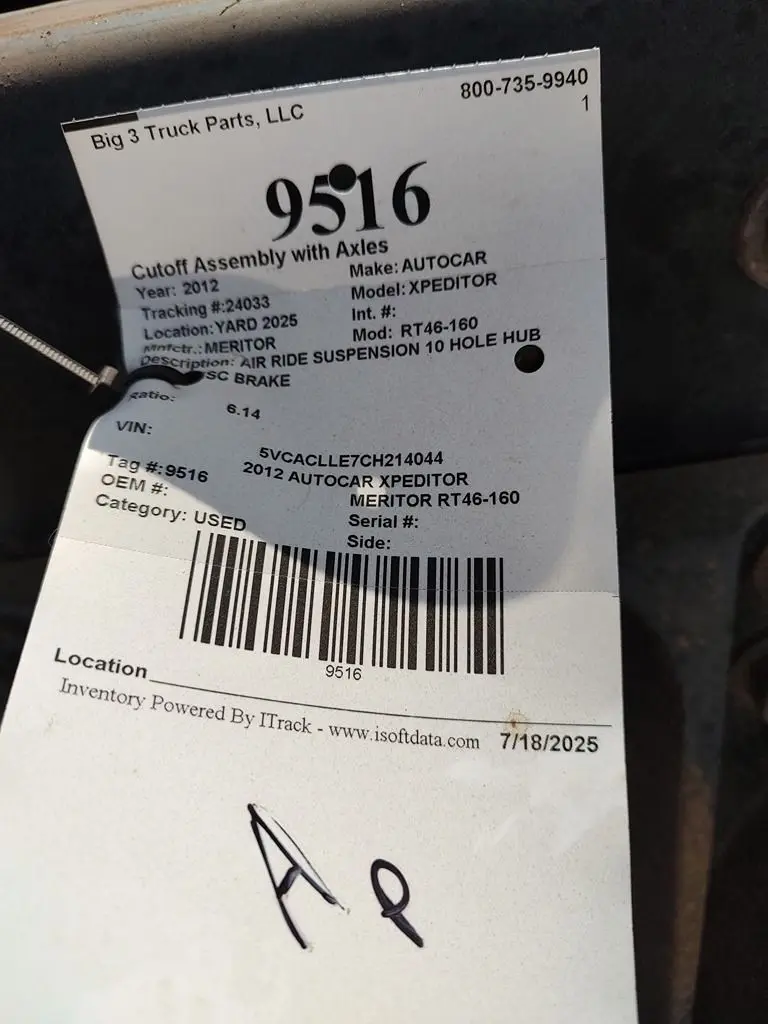 Big 3 Truck Parts, LLC 800-735-9940
1
9516
Cutoff Assembly with Axles
Year: 2012 Make: AUTOCAR
Tracking #:24033 Model: XPEDITOR
Location: YARD 2025 Int. #:
Mnfctr.: MERITOR Mod: RT46-160
Description: AIR RIDE SUSPENSION 10 HOLE HUB
SC BRAKE
Ratio: 6.14
VIN: 5VCACLLE7CH214044
2012 AUTOCAR XPEDITOR
Tag #:9516 MERITOR RT46-160
OEM #: Serial #:
Category: USED Side:
9516
Location
Inventory Powered By ITrack - www.isoftdata.com 7/18/2025
A P